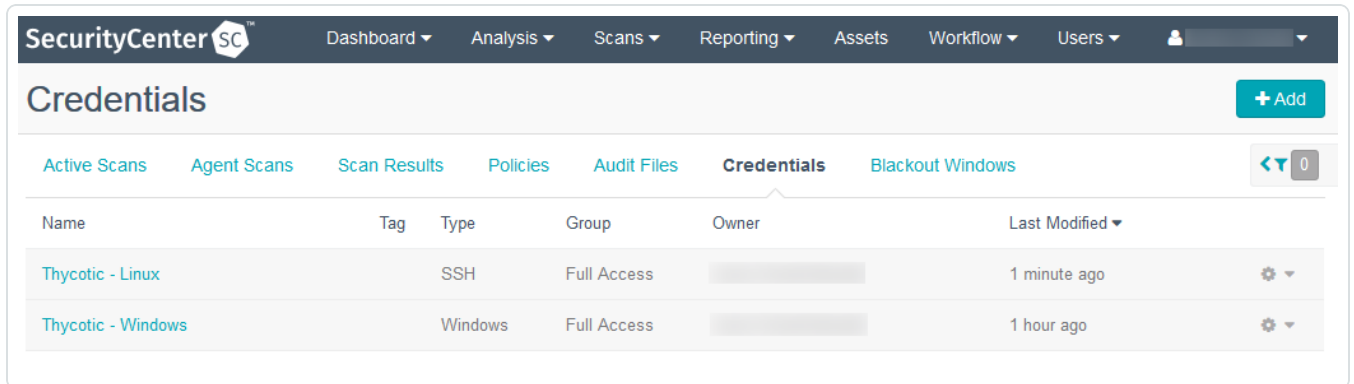 SecurityCenter SC™ Dashboard Analysis Scans Reporting Assets Workflow Users
Credentials + Add
Active Scans Agent Scans Scan Results Policies Audit Files Credentials Blackout Windows 0
Name Tag Type Group Owner Last Modified
Thycotic - Linux SSH Full Access 1 minute ago
Thycotic - Windows Windows Full Access 1 hour ago